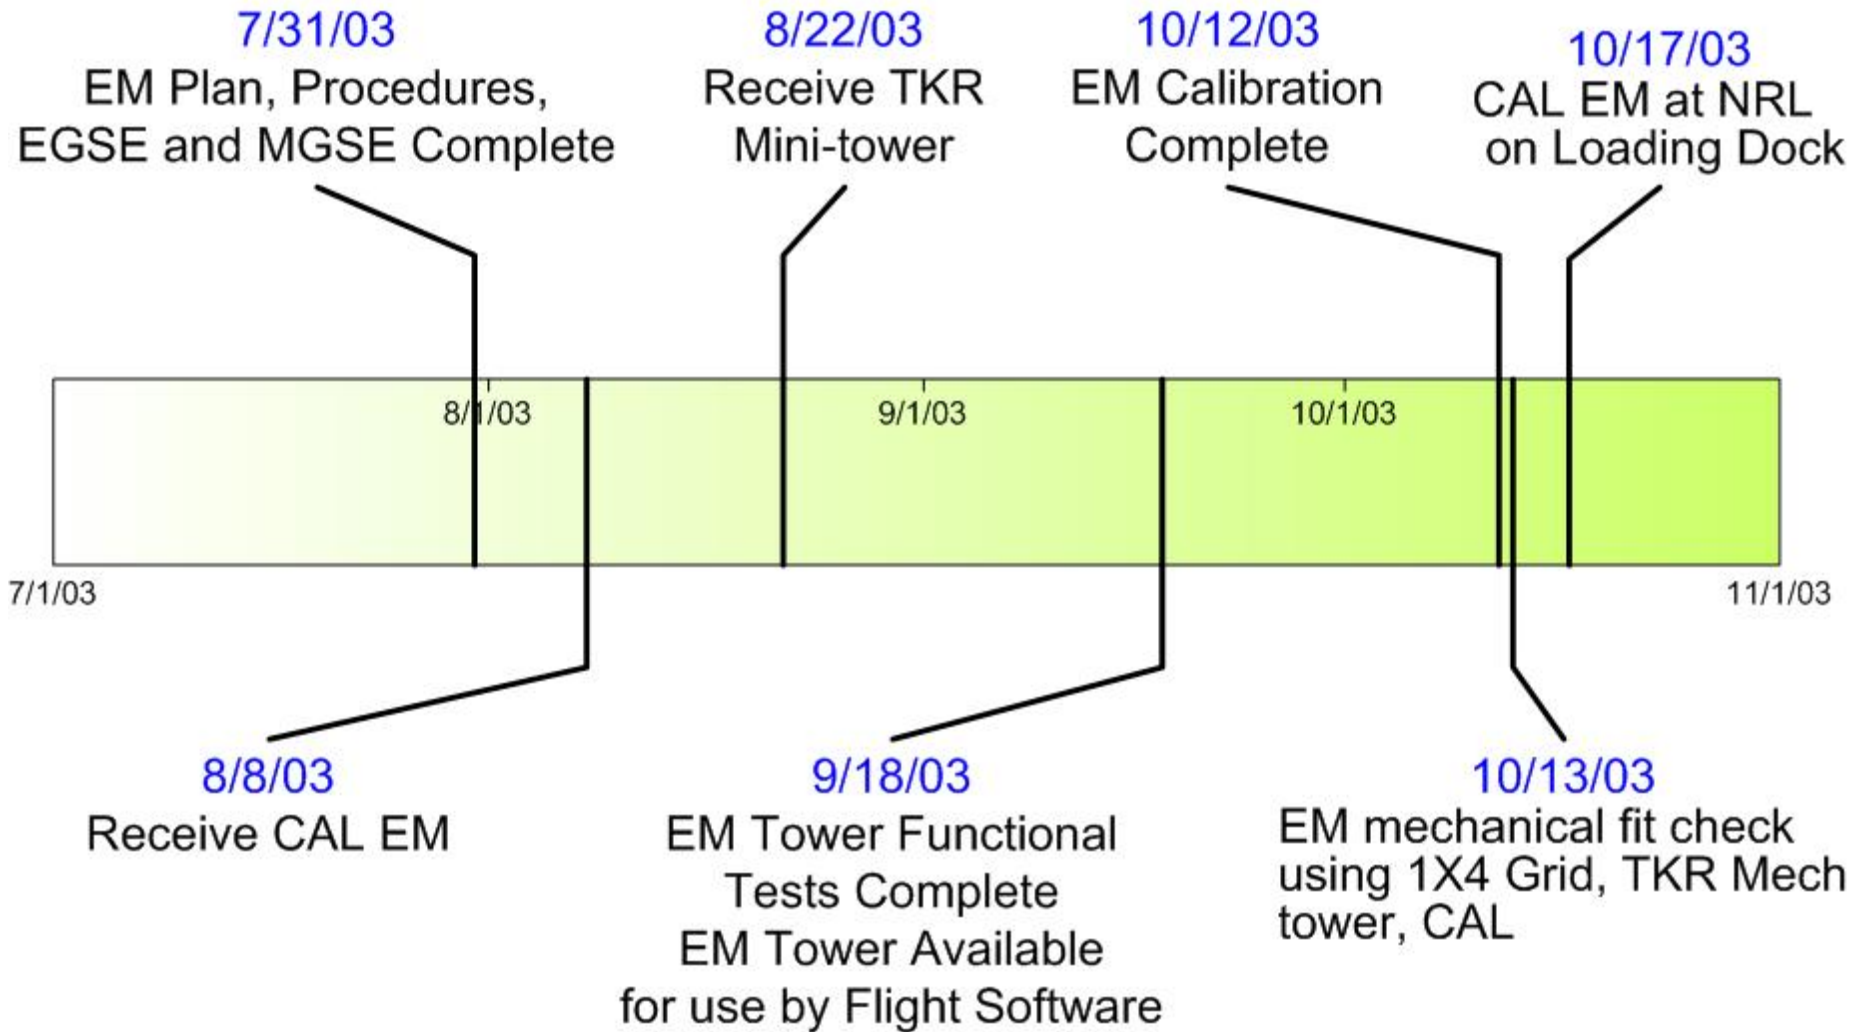 7/31/03
EM Plan, Procedures,
EGSE and MGSE Complete
8/22/03
Receive TKR
Mini-tower
10/12/03
EM Calibration
Complete
10/17/03
CAL EM at NRL
on Loading Dock
8/1/03
9/1/03
10/1/03
7/1/03
11/1/03
8/8/03
Receive CAL EM
9/18/03
EM Tower Functional
Tests Complete
EM Tower Available
for use by Flight Software
10/13/03
EM mechanical fit check
using 1X4 Grid, TKR Mech
tower, CAL